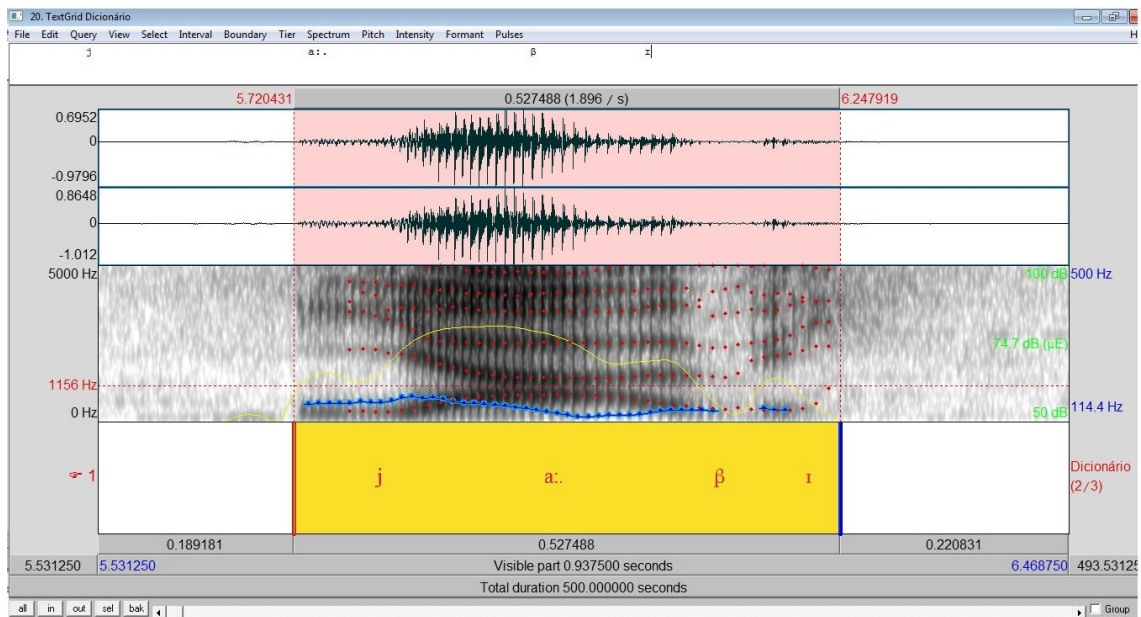 20. TextGrid Dicionário
File Edit Query View Select Interval Boundary Tier Spectrum Pitch Intensity Formant Pulses H
j a:. β ɪ
5.720431 0.527488 (1.896 / s) 6.247919
0.6952
0
-0.9796
0.8648
0
-1.012
5000 Hz 100 dB 500 Hz
74.7 dB (µE)
1156 Hz
0 Hz 50 dB 114.4 Hz
☞ 1 j a:. β ɪ Dicionário
(2/3)
0.189181 0.527488 0.220831
5.531250 5.531250 Visible part 0.937500 seconds 6.468750 493.53125
Total duration 500.000000 seconds
all in out sel bak Group